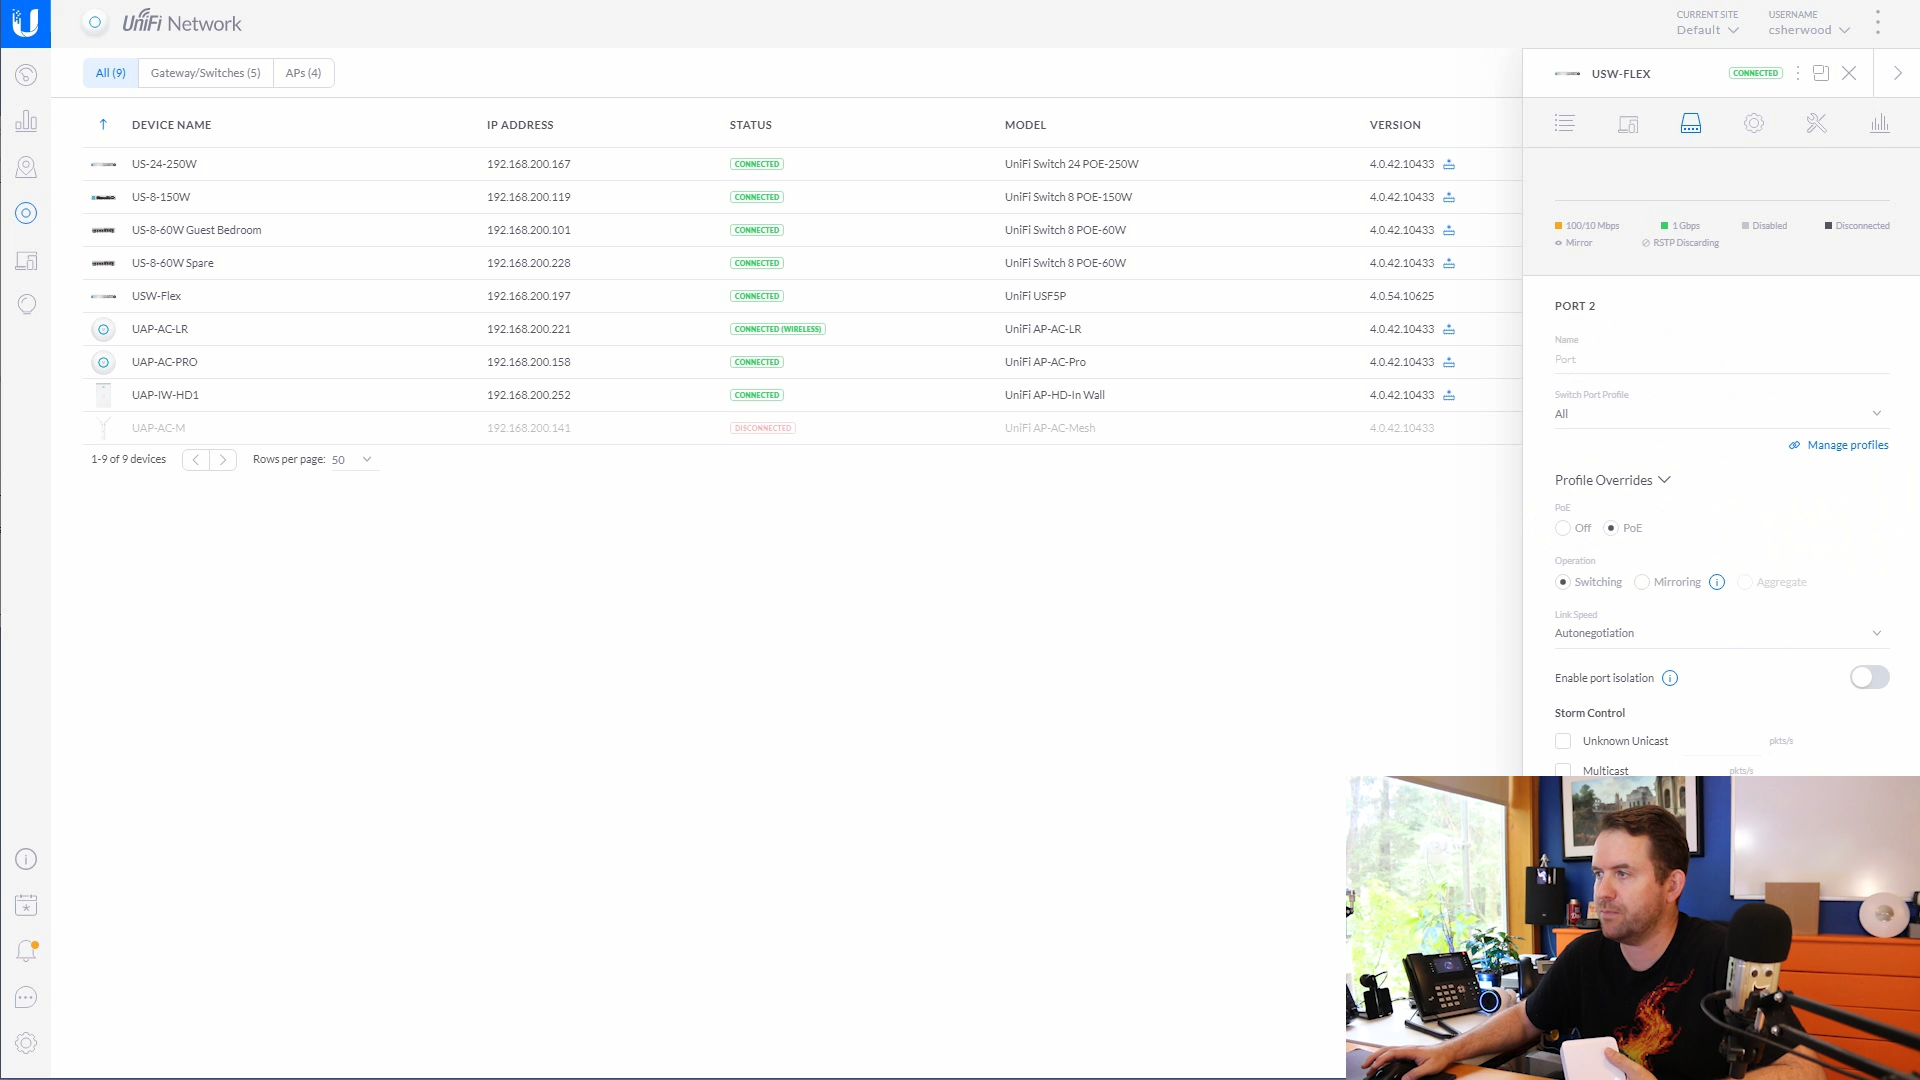 UniFi Network
CURRENT SITE
Default
USERNAME
csherwood
All (9)
Gateway/Switches (5)
APs (4)
DEVICE NAME IP ADDRESS STATUS MODEL VERSION
US-24-250W 192.168.200.167 CONNECTED UniFi Switch 24 POE-250W 4.0.42.10433
US-8-150W 192.168.200.119 CONNECTED UniFi Switch 8 POE-150W 4.0.42.10433
US-8-60W Guest Bedroom 192.168.200.101 CONNECTED UniFi Switch 8 POE-60W 4.0.42.10433
US-8-60W Spare 192.168.200.228 CONNECTED UniFi Switch 8 POE-60W 4.0.42.10433
USW-Flex 192.168.200.197 CONNECTED UniFi USF5P 4.0.54.10625
UAP-AC-LR 192.168.200.221 CONNECTED (WIRELESS) UniFi AP-AC-LR 4.0.42.10433
UAP-AC-PRO 192.168.200.158 CONNECTED UniFi AP-AC-Pro 4.0.42.10433
UAP-IW-HD1 192.168.200.252 CONNECTED UniFi AP-HD-In Wall 4.0.42.10433
UAP-AC-M 192.168.200.141 DISCONNECTED UniFi AP-AC-Mesh 4.0.42.10433
1-9 of 9 devices
Rows per page: 50
USW-FLEX CONNECTED
100/10 Mbps 1 Gbps Disabled Disconnected
Mirror RSTP Discarding
PORT 2
Name
Port
Switch Port Profile
All
Manage profiles
Profile Overrides
PoE
Off PoE
Operation
Switching Mirroring Aggregate
Link Speed
Autonegotiation
Enable port isolation
Storm Control
Unknown Unicast pkts/s
Multicast pkts/s